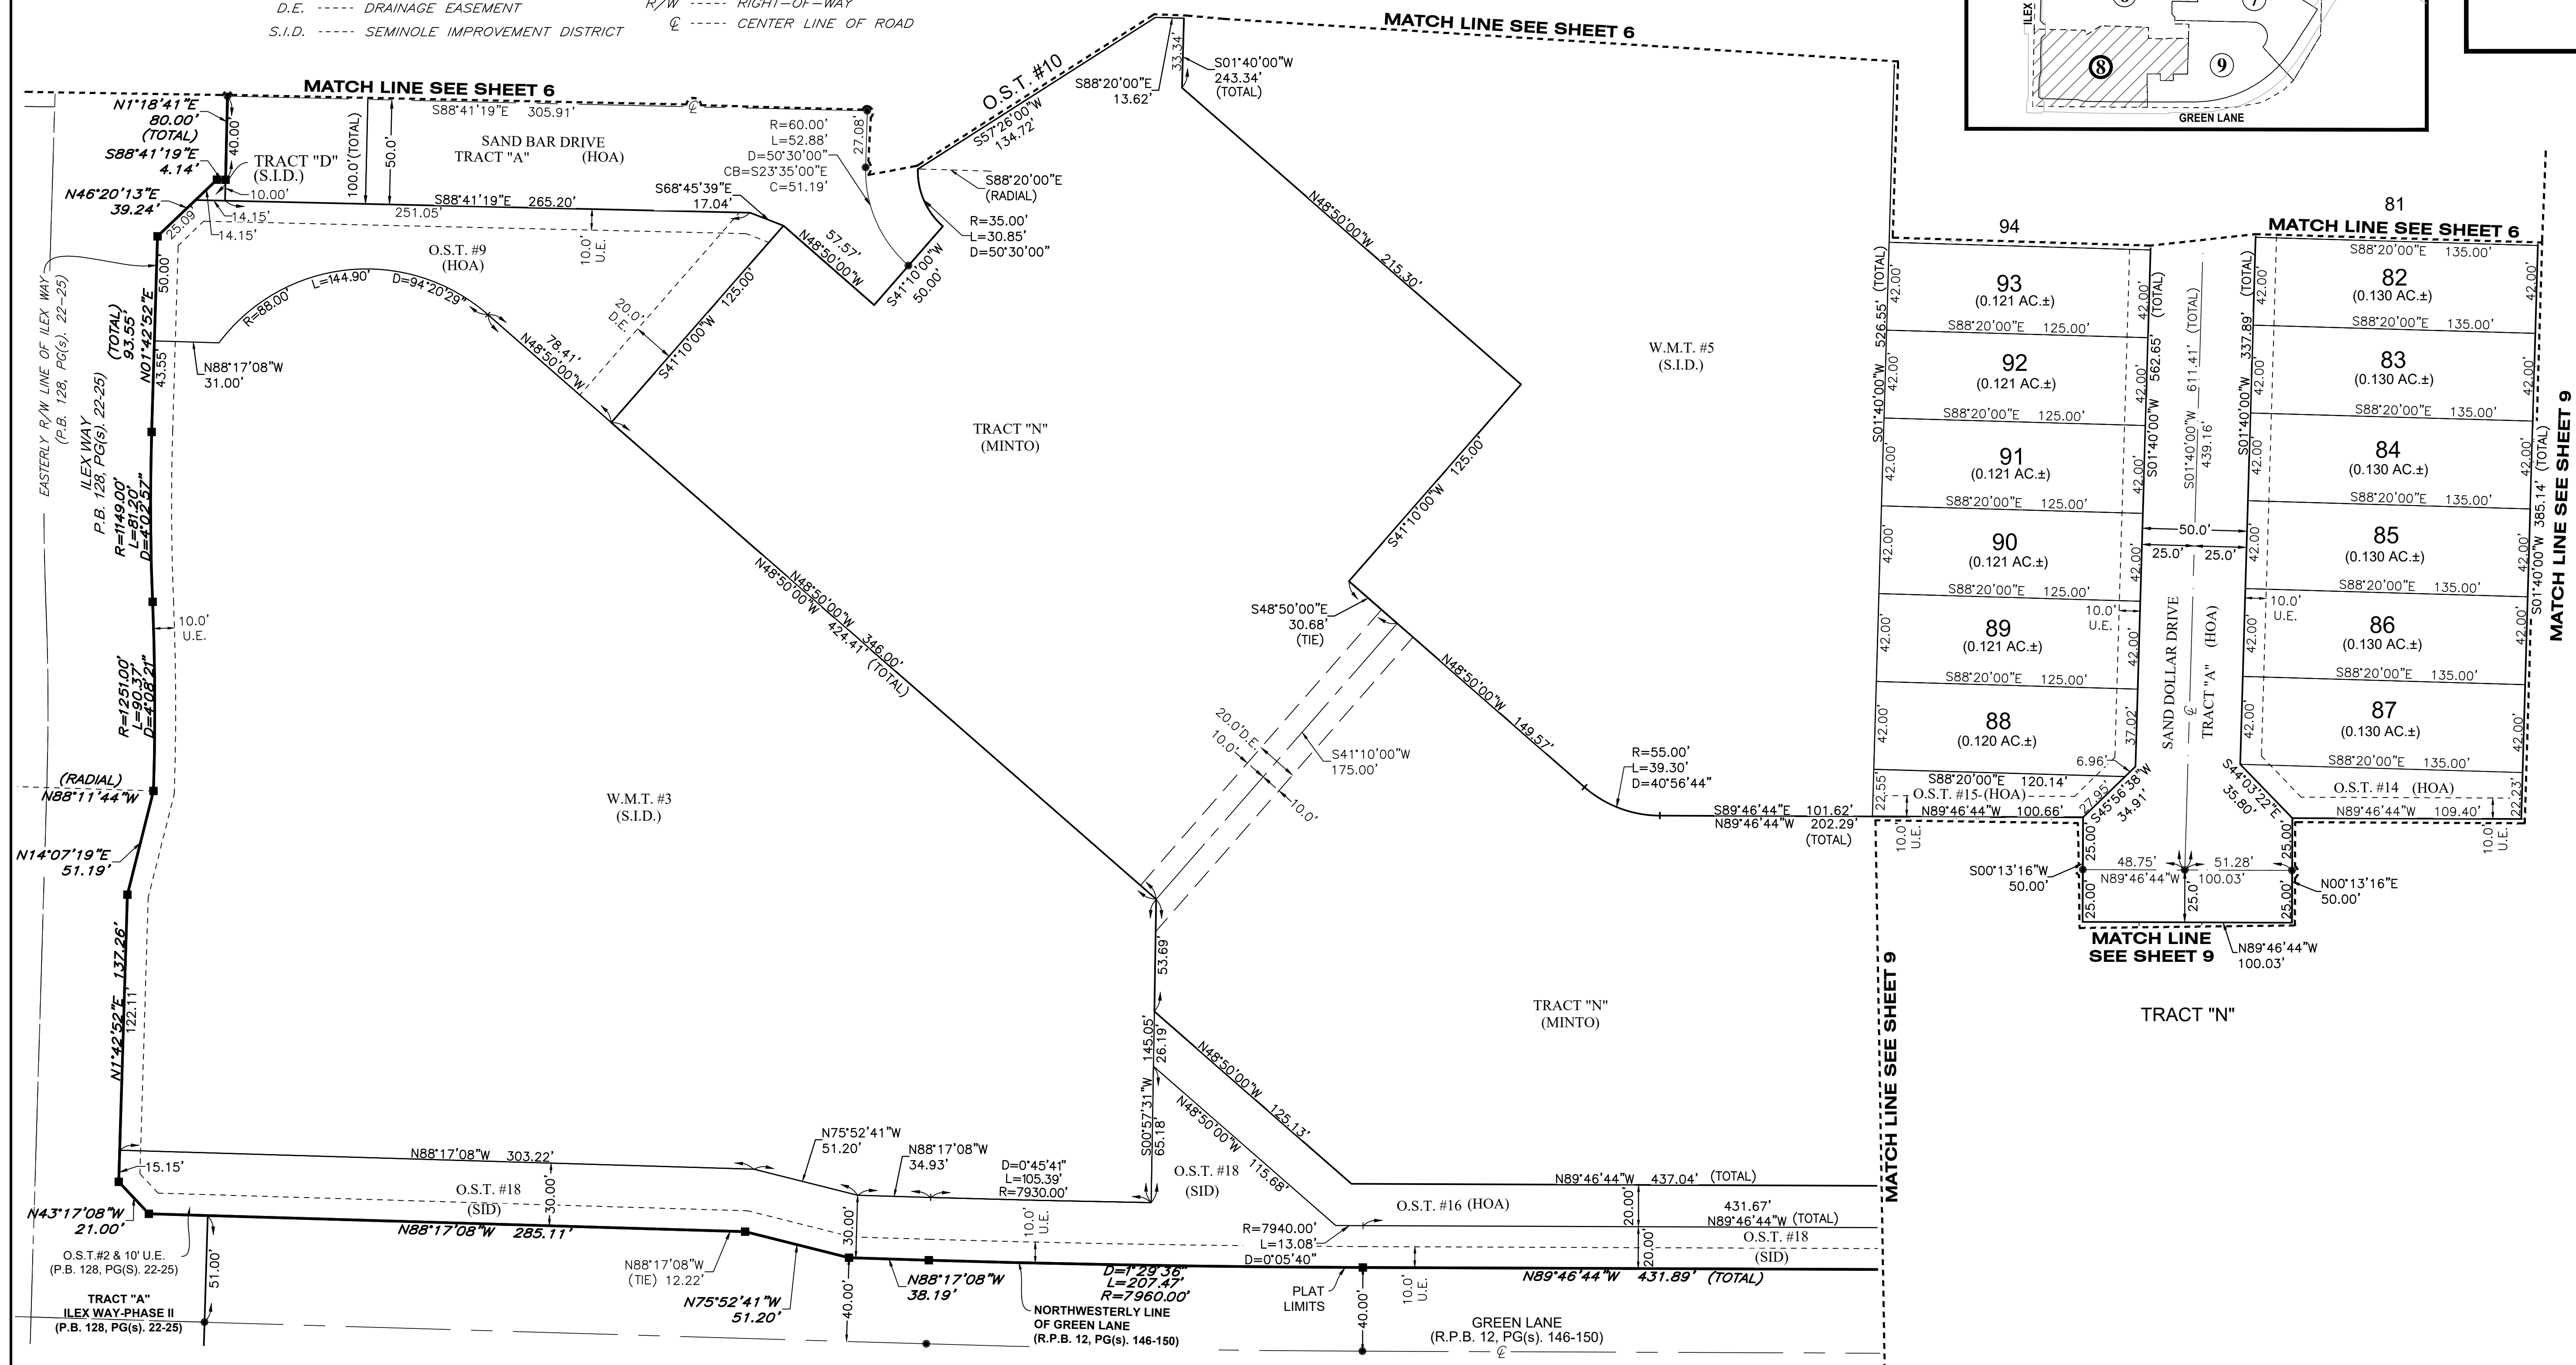 D.E. ----- DRAINAGE EASEMENT
S.I.D. ---- SEMINOLE IMPROVEMENT DISTRICT
R/W ----- RIGHT-OF-WAY
℄ ---- CENTER LINE OF ROAD
MATCH LINE SEE SHEET 6
MATCH LINE SEE SHEET 6
ILEX
8
9
GREEN LANE
N1°18'41"E
80.00'
(TOTAL)
S88°41'19"E
4.14'
N46°20'13"E
39.24'
40.00'
TRACT "D"
(S.I.D.)
10.00'
14.15'
14.15'
25.09'
100.0'(TOTAL)
50.0'
S88°41'19"E 305.91'
℄
SAND BAR DRIVE
TRACT "A" (HOA)
S88°41'19"E 265.20'
251.05'
S68°45'39"E
17.04'
R=60.00'
L=52.88'
D=50°30'00"
CB=S23°35'00"E
C=51.19'
27.08'
O.S.T. #10
S57°26'00"W
134.72'
S88°20'00"E
13.62'
33.34'
S01°40'00"W
243.34'
(TOTAL)
S88°20'00"E
(RADIAL)
R=35.00'
L=30.85'
D=50°30'00"
57.57'
N48°50'00"W
S41°10'00"W
50.00'
O.S.T. #9
(HOA)
10.0'
U.E.
R=88.00'
L=144.90'
D=94°20'29"
N88°17'08"W
31.00'
78.41'
N48°50'00"W
20.0'
D.E.
S41°10'00"W 125.00'
EASTERLY R/W LINE OF ILEX WAY
(P.B. 128, PG(s). 22-25)
ILEX WAY
P.B. 128, PG(s). 22-25)
50.00'
(TOTAL)
93.55'
N01°42'52"E
43.55'
R=1149.00'
L=81.20'
D=4°02'57"
10.0'
U.E.
R=1251.00'
L=90.37'
D=4°08'21"
(RADIAL)
N88°11'44"W
N14°07'19"E
51.19'
N1°42'52"E 137.26'
122.11'
TRACT "N"
(MINTO)
N48°50'00"W 215.30'
W.M.T. #5
(S.I.D.)
S41°10'00"W 125.00'
N48°50'00"W 346.00'
N48°50'00"W 424.41' (TOTAL)
S48°50'00"E
30.68'
(TIE)
N48°50'00"W 149.57'
20.0'D.E.
10.0'
10.0'
S41°10'00"W
175.00'
R=55.00'
L=39.30'
D=40°56'44"
S89°46'44"E 101.62'
N89°46'44"W 202.29'
(TOTAL)
W.M.T. #3
(S.I.D.)
94
81
MATCH LINE SEE SHEET 6
S01°40'00"W 526.55' (TOTAL)
42.00'
93
(0.121 AC.±)
42.00'
S88°20'00"E 125.00'
42.00'
92
(0.121 AC.±)
42.00'
S88°20'00"E 125.00'
42.00'
91
(0.121 AC.±)
42.00'
S88°20'00"E 125.00'
42.00'
90
(0.121 AC.±)
42.00'
S88°20'00"E 125.00'
42.00'
89
(0.121 AC.±)
42.00'
10.0'
U.E.
S88°20'00"E 125.00'
42.00'
88
(0.120 AC.±)
37.02'
6.96'
S88°20'00"E 120.14'
O.S.T. #15 (HOA)
22.55'
N89°46'44"W 100.66'
10.0'
U.E.
27.95'
S45°56'38"W
34.91'
S01°40'00"W 562.65' (TOTAL)
S01°40'00"W 611.41' (TOTAL)
439.16'
S01°40'00"W 337.89' (TOTAL)
50.0'
25.0'
25.0'
SAND DOLLAR DRIVE
℄
TRACT "A" (HOA)
S88°20'00"E 135.00'
42.00'
82
(0.130 AC.±)
42.00'
S88°20'00"E 135.00'
42.00'
83
(0.130 AC.±)
42.00'
S88°20'00"E 135.00'
42.00'
84
(0.130 AC.±)
42.00'
S88°20'00"E 135.00'
42.00'
85
(0.130 AC.±)
42.00'
S88°20'00"E 135.00'
10.0'
U.E.
42.00'
86
(0.130 AC.±)
42.00'
S88°20'00"E 135.00'
42.00'
87
(0.130 AC.±)
42.00'
S88°20'00"E 135.00'
S01°40'00"W 385.14' (TOTAL)
MATCH LINE SEE SHEET 9
S44°03'22"E
35.80'
O.S.T. #14 (HOA)
22.23'
N89°46'44"W 109.40'
10.0'
U.E.
25.00'
25.00'
S00°13'16"W
50.00'
48.75'
51.28'
N89°46'44"W 100.03'
N00°13'16"E
50.00'
25.00'
25.0'
25.00'
MATCH LINE
SEE SHEET 9
N89°46'44"W
100.03'
TRACT "N"
53.69'
S00°57'31"W 145.05'
26.19'
65.18'
TRACT "N"
(MINTO)
N48°50'00"W 125.13'
N48°50'00"W 115.68'
MATCH LINE SEE SHEET 9
N88°17'08"W 303.22'
N75°52'41"W
51.20'
N88°17'08"W
34.93'
D=0°45'41"
L=105.39'
R=7930.00'
O.S.T. #18
(SID)
N89°46'44"W 437.04' (TOTAL)
O.S.T. #16 (HOA)
20.00'
431.67'
N89°46'44"W (TOTAL)
15.15'
O.S.T. #18
(SID)
30.00'
30.00'
10.0'
U.E.
R=7940.00'
L=13.08'
D=0°05'40"
20.00'
O.S.T. #18
(SID)
N43°17'08"W
21.00'
N88°17'08"W 285.11'
O.S.T.#2 & 10' U.E.
(P.B. 128, PG(S). 22-25)
51.00'
N88°17'08"W
(TIE) 12.22'
N75°52'41"W
51.20'
40.00'
N88°17'08"W
38.19'
D=1°29'36"
L=207.47'
R=7960.00'
PLAT
LIMITS
40.00'
10.0'
U.E.
N89°46'44"W 431.89' (TOTAL)
TRACT "A"
ILEX WAY-PHASE II
(P.B. 128, PG(s). 22-25)
NORTHWESTERLY LINE
OF GREEN LANE
(R.P.B. 12, PG(s). 146-150)
GREEN LANE
(R.P.B. 12, PG(s). 146-150)
℄